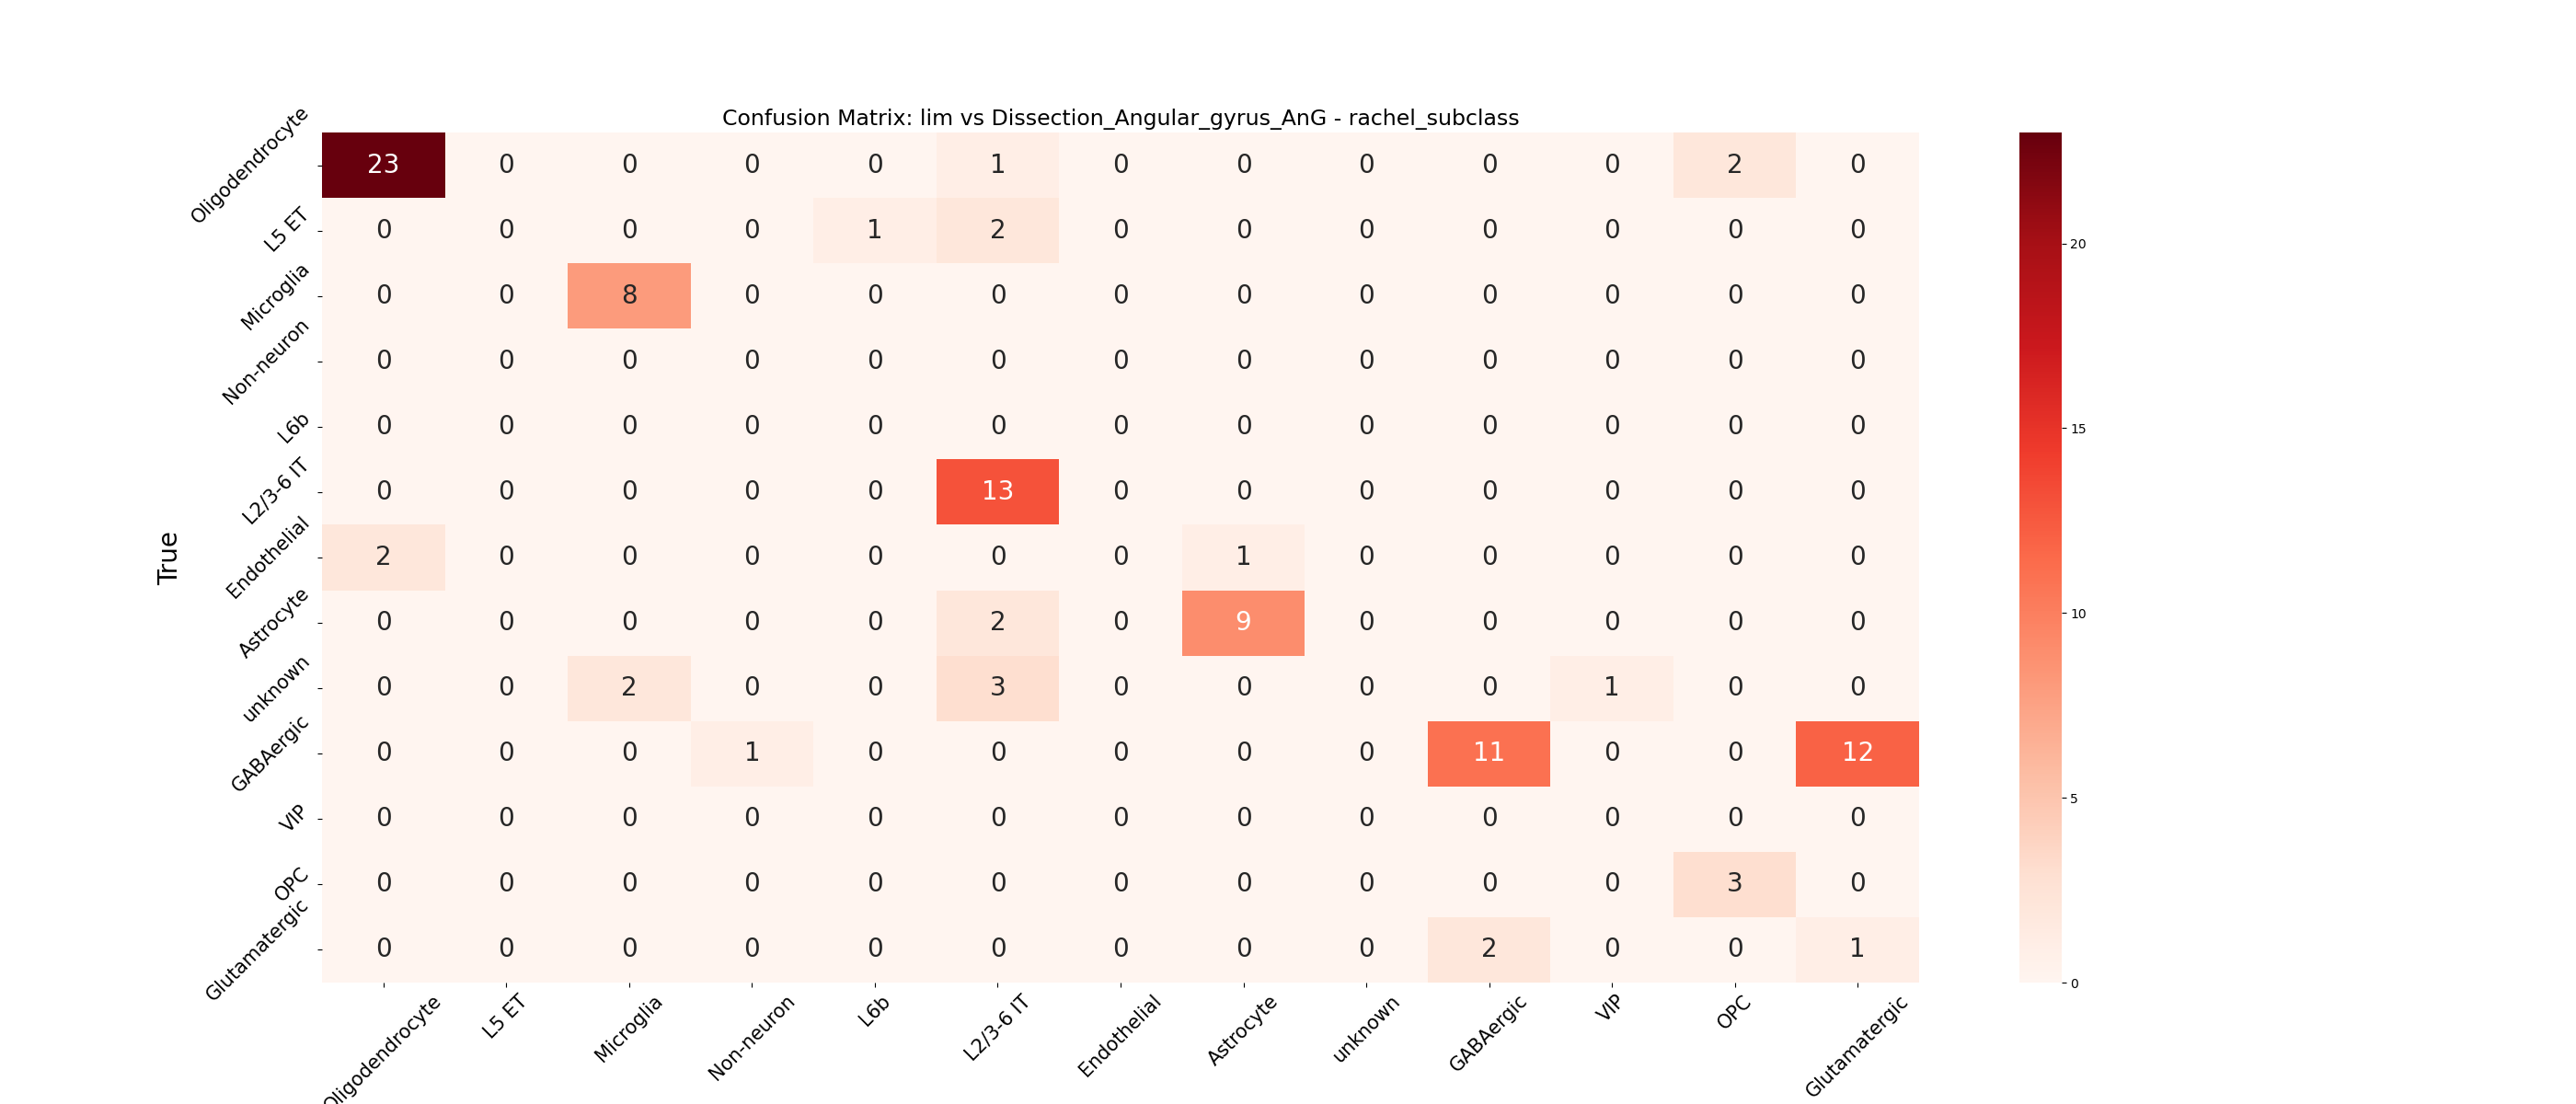 Confusion Matrix: lim vs Dissection_Angular_gyrus_AnG - rachel_subclass
True
Oligodendrocyte 23 0 0 0 0 1 0 0 0 0 0 2 0
L5 ET 0 0 0 0 1 2 0 0 0 0 0 0 0
Microglia 0 0 8 0 0 0 0 0 0 0 0 0 0
Non-neuron 0 0 0 0 0 0 0 0 0 0 0 0 0
L6b 0 0 0 0 0 0 0 0 0 0 0 0 0
L2/3-6 IT 0 0 0 0 0 13 0 0 0 0 0 0 0
Endothelial 2 0 0 0 0 0 0 1 0 0 0 0 0
Astrocyte 0 0 0 0 0 2 0 9 0 0 0 0 0
unknown 0 0 2 0 0 3 0 0 0 0 1 0 0
GABAergic 0 0 0 1 0 0 0 0 0 11 0 0 12
VIP 0 0 0 0 0 0 0 0 0 0 0 0 0
OPC 0 0 0 0 0 0 0 0 0 0 0 3 0
Glutamatergic 0 0 0 0 0 0 0 0 0 2 0 0 1
Oligodendrocyte L5 ET Microglia Non-neuron L6b L2/3-6 IT Endothelial Astrocyte unknown GABAergic VIP OPC Glutamatergic
20
15
10
5
0